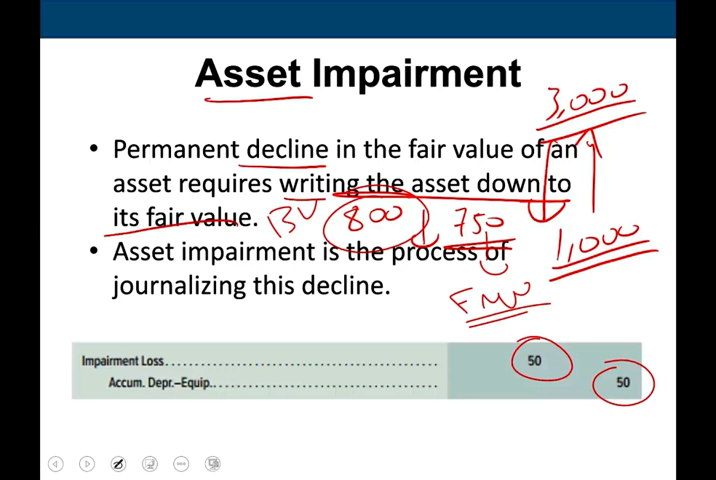 Asset Impairment
3,000
• Permanent decline in the fair value of an
asset requires writing the asset down to
its fair value. BV 800 750
1,000
• Asset impairment is the process of
journalizing this decline.
FMV
Impairment Loss........................................ 50
Accum. Depr.–Equip.................................... 50